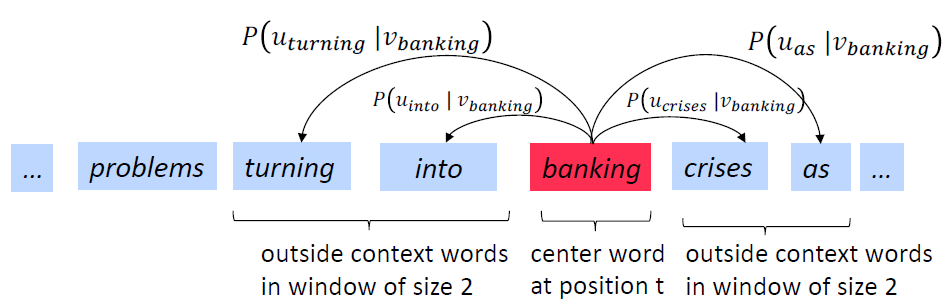 P(u_turning | v_banking)
P(u_as | v_banking)
P(u_into | v_banking)
P(u_crises | v_banking)
... problems turning into banking crises as ...
outside context words
in window of size 2
center word
at position t
outside context words
in window of size 2